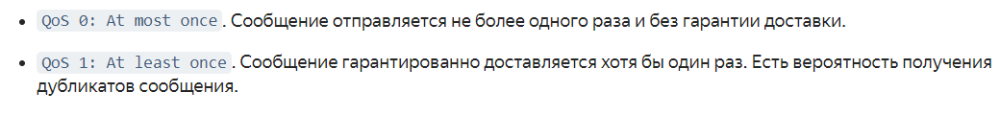 • QoS 0: At most once. Сообщение отправляется не более одного раза и без гарантии доставки.
• QoS 1: At least once. Сообщение гарантированно доставляется хотя бы один раз. Есть вероятность получения
дубликатов сообщения.